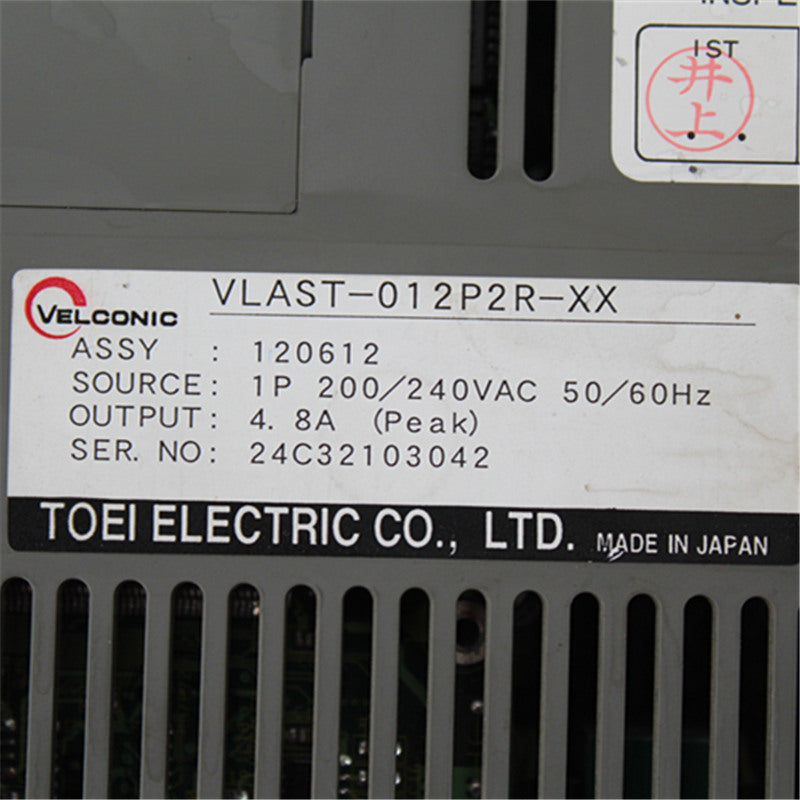 1ST
井上
VELCONIC
VLAST-012P2R-XX
ASSY : 120612
SOURCE: 1P 200/240VAC 50/60Hz
OUTPUT: 4.8A (Peak)
SER. NO: 24C32103042
TOEI ELECTRIC CO., LTD. MADE IN JAPAN